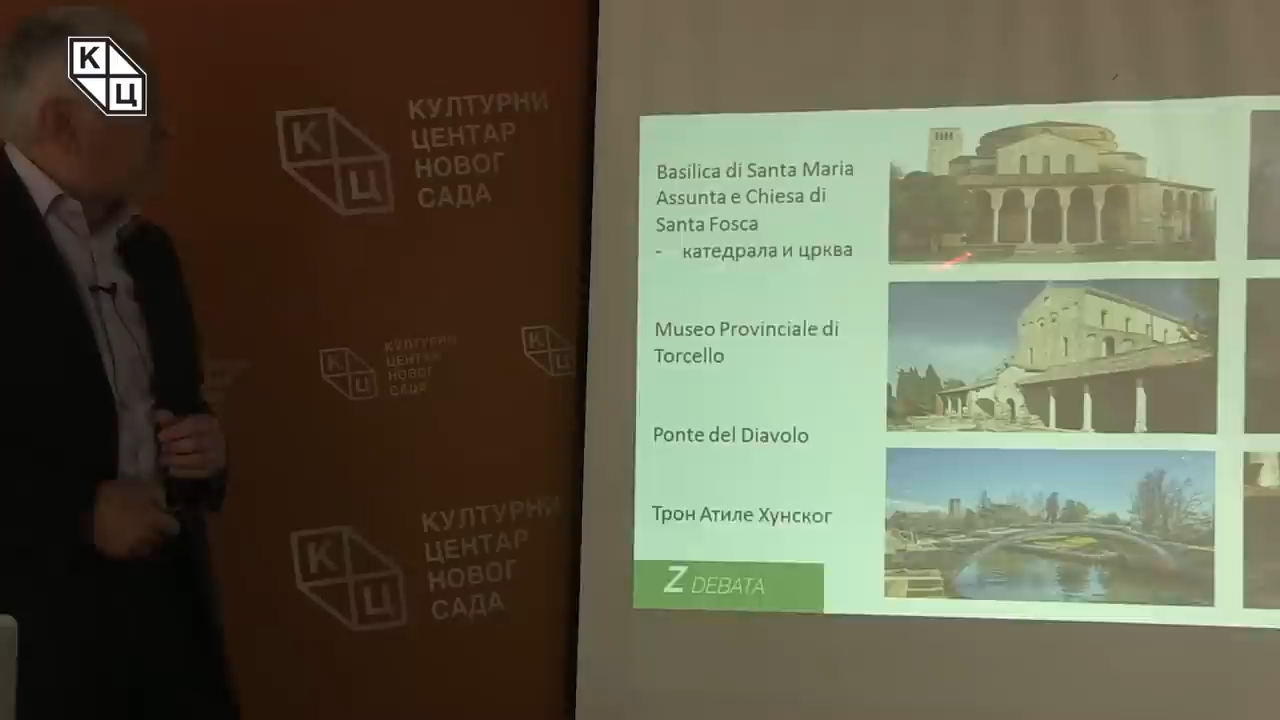 К
Ц
К
Ц
КУЛТУРНИ
ЦЕНТАР
НОВОГ
САДА
К
Ц
КУЛТУРНИ
ЦЕНТАР
НОВОГ
САДА
К
Ц
К
Ц
КУЛТУРНИ
ЦЕНТАР
НОВОГ
САДА
Basilica di Santa Maria
Assunta e Chiesa di
Santa Fosca
- катедрала и црква
Museo Provinciale di
Torcello
Ponte del Diavolo
Трон Атиле Хунског
Z DEBATA